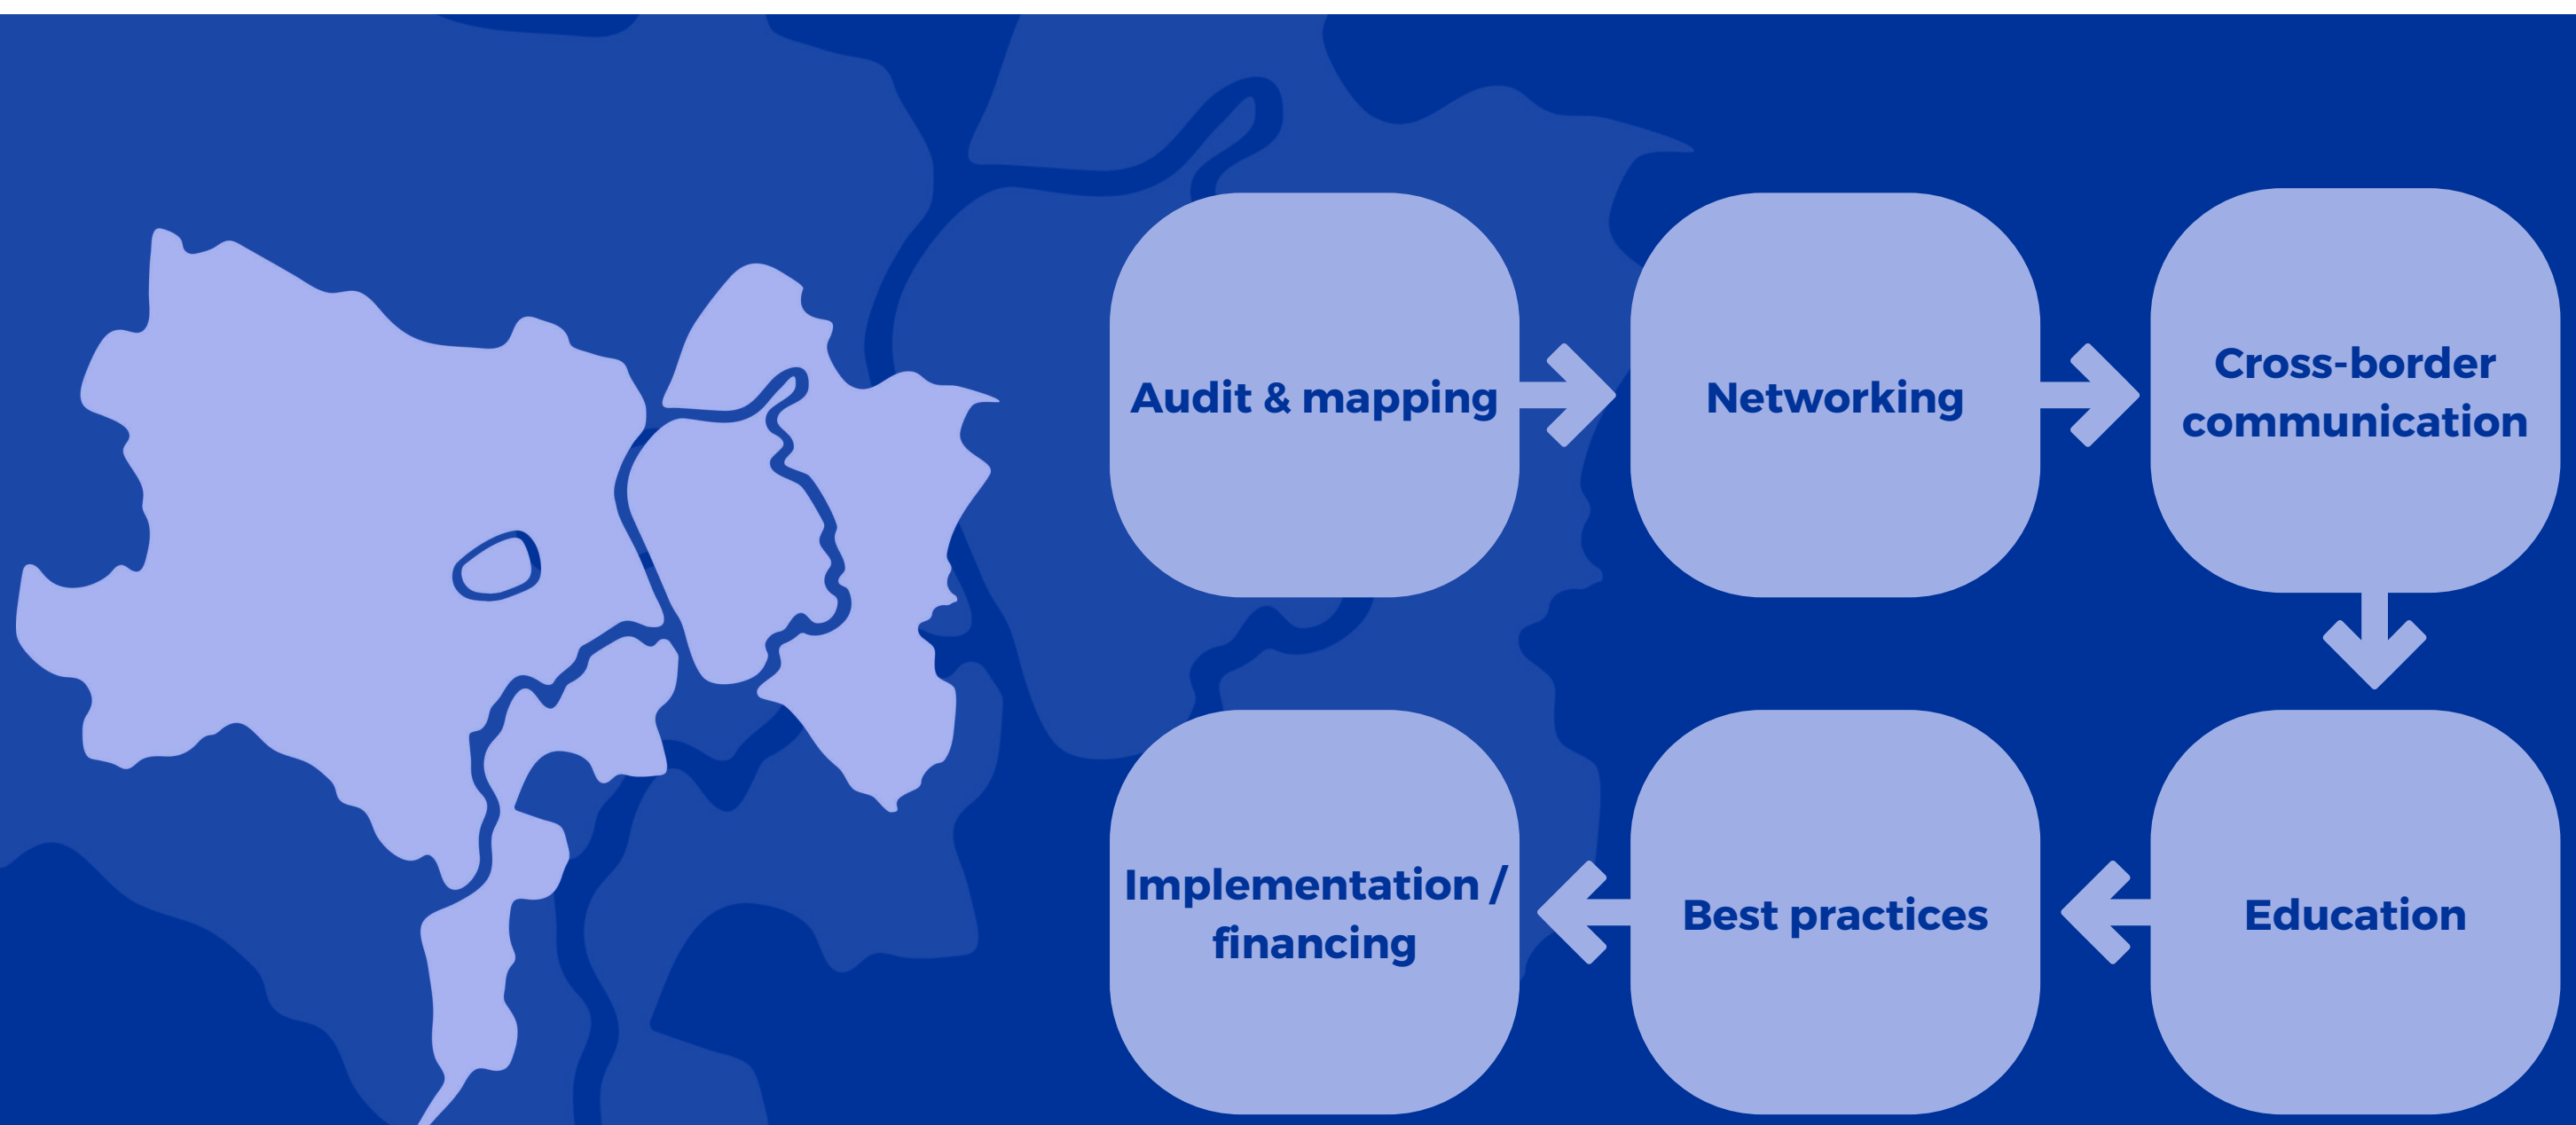 Audit & mapping
Networking
Cross-border
communication
Education
Best practices
Implementation /
financing